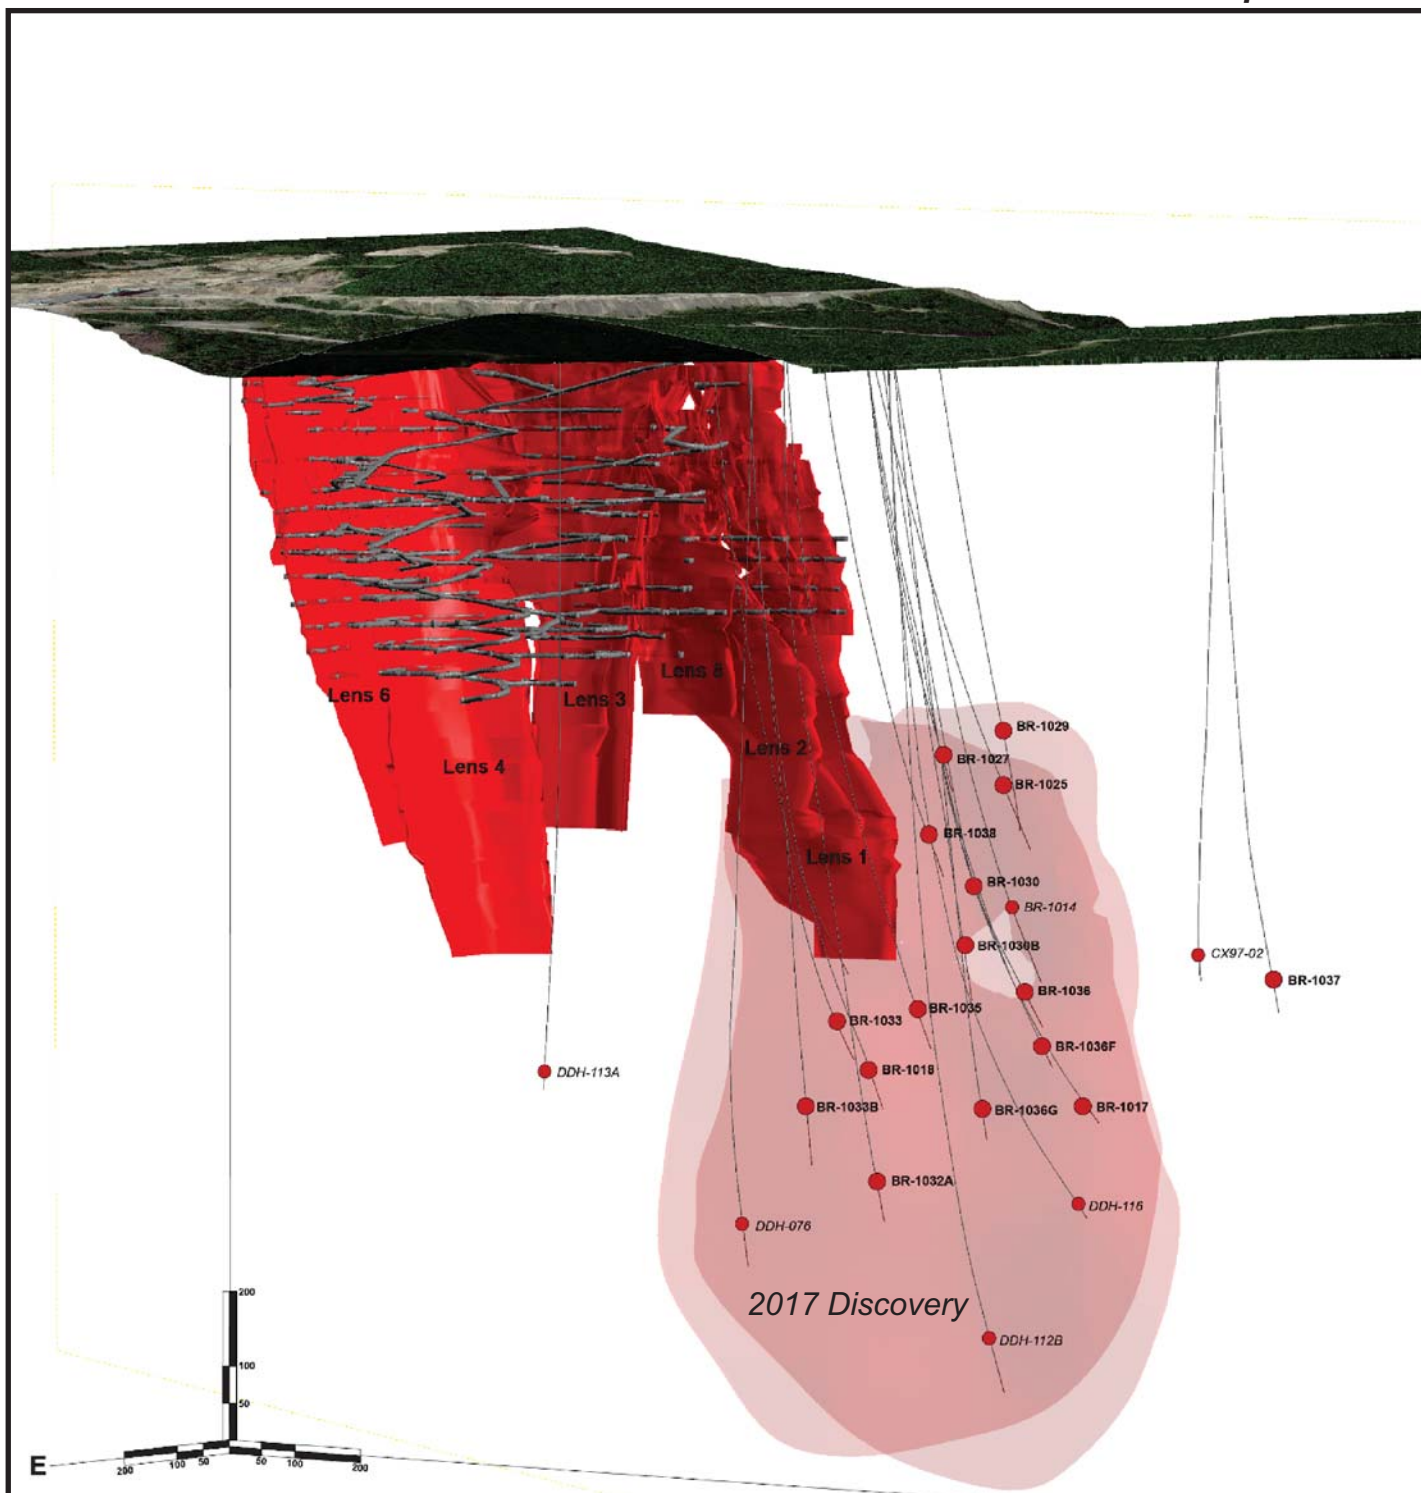 Lens 6
Lens 3
Lens 8
Lens 4
Lens 2
Lens 1
BR-1029
BR-1027
BR-1025
BR-1038
BR-1030
BR-1014
BR-1030B
CX97-02
BR-1037
BR-1036
BR-1035
BR-1033
BR-1036F
BR-1018
DDH-113A
BR-1033B
BR-1036G
BR-1017
BR-1032A
DDH-116
DDH-076
2017 Discovery
DDH-112B
200
100
50
E
200 100 50 50 100 200